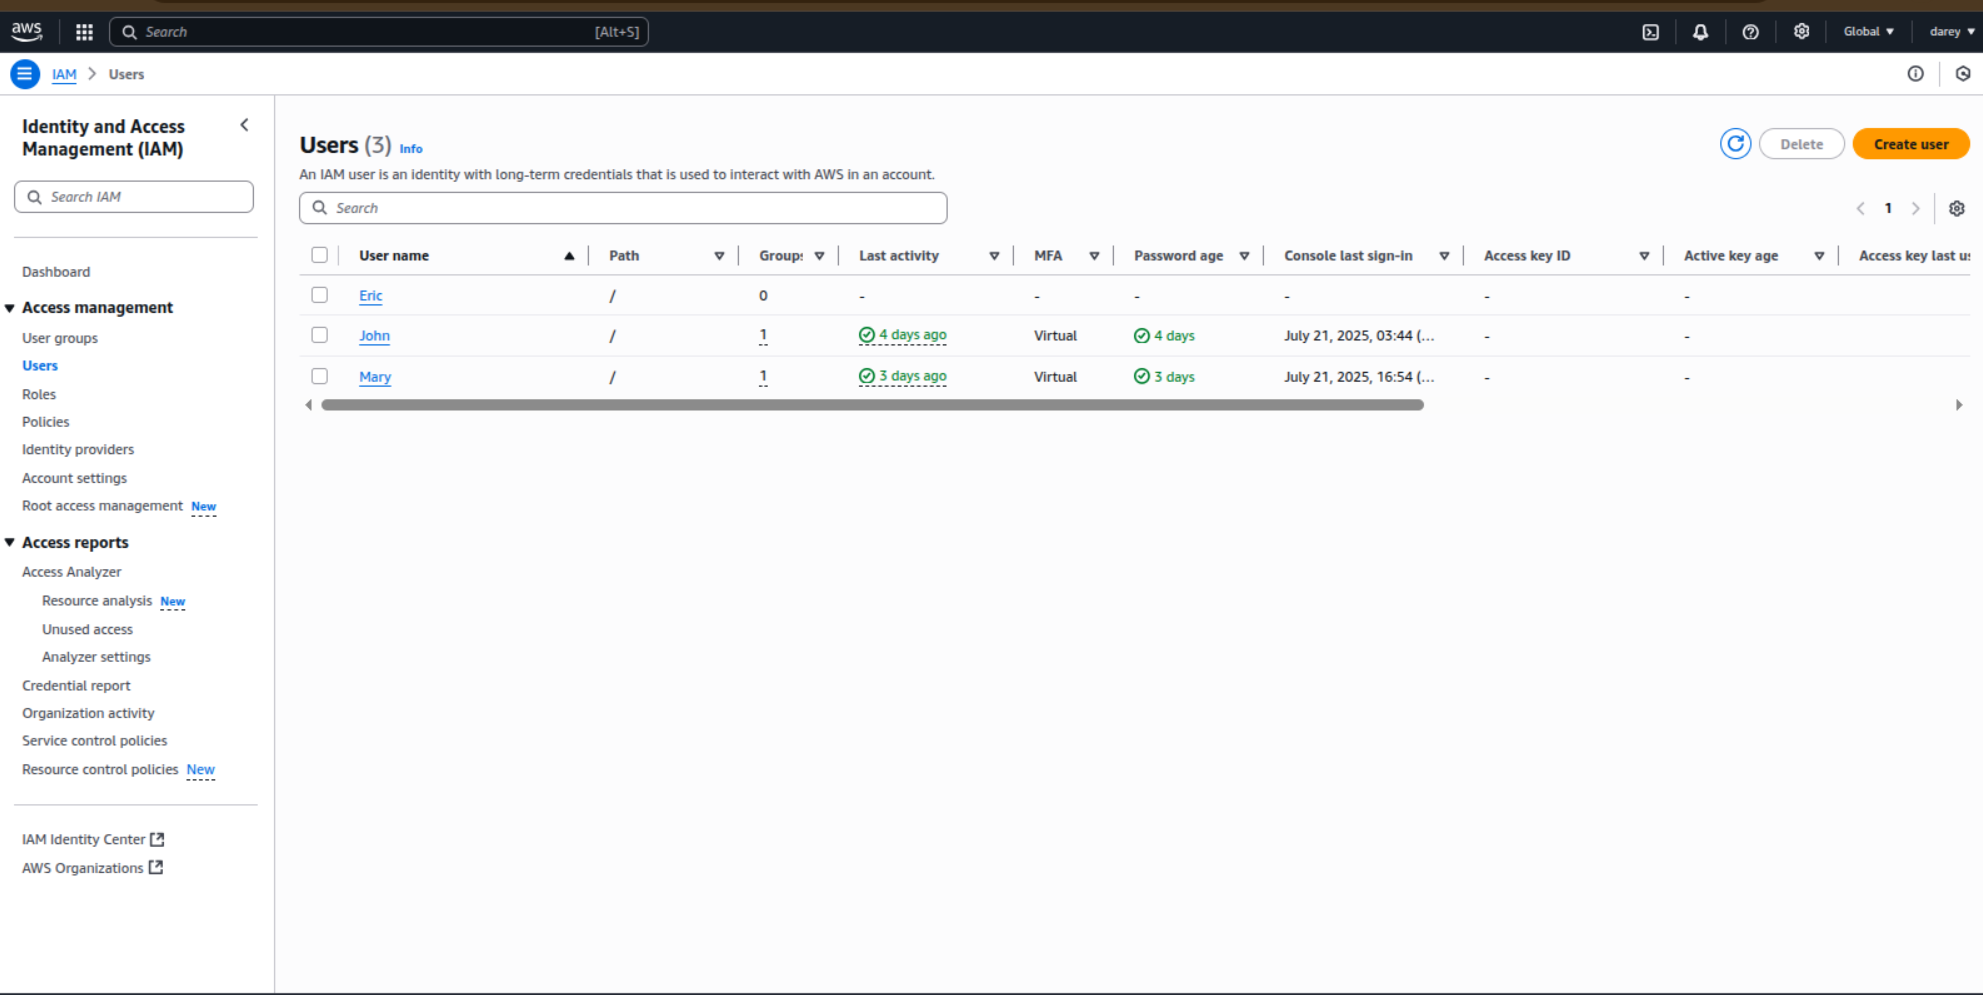 aws
Search [Alt+S] Global darey
IAM > Users
Identity and Access
Management (IAM)
Search IAM
Dashboard
Access management
User groups
Users
Roles
Policies
Identity providers
Account settings
Root access management New
Access reports
Access Analyzer
Resource analysis New
Unused access
Analyzer settings
Credential report
Organization activity
Service control policies
Resource control policies New
IAM Identity Center
AWS Organizations
Users (3) Info
Delete Create user
An IAM user is an identity with long-term credentials that is used to interact with AWS in an account.
Search
1
User name Path Group: Last activity MFA Password age Console last sign-in Access key ID Active key age Access key last us
Eric / 0 - - - - - -
John / 1 4 days ago Virtual 4 days July 21, 2025, 03:44 (... - -
Mary / 1 3 days ago Virtual 3 days July 21, 2025, 16:54 (... - -